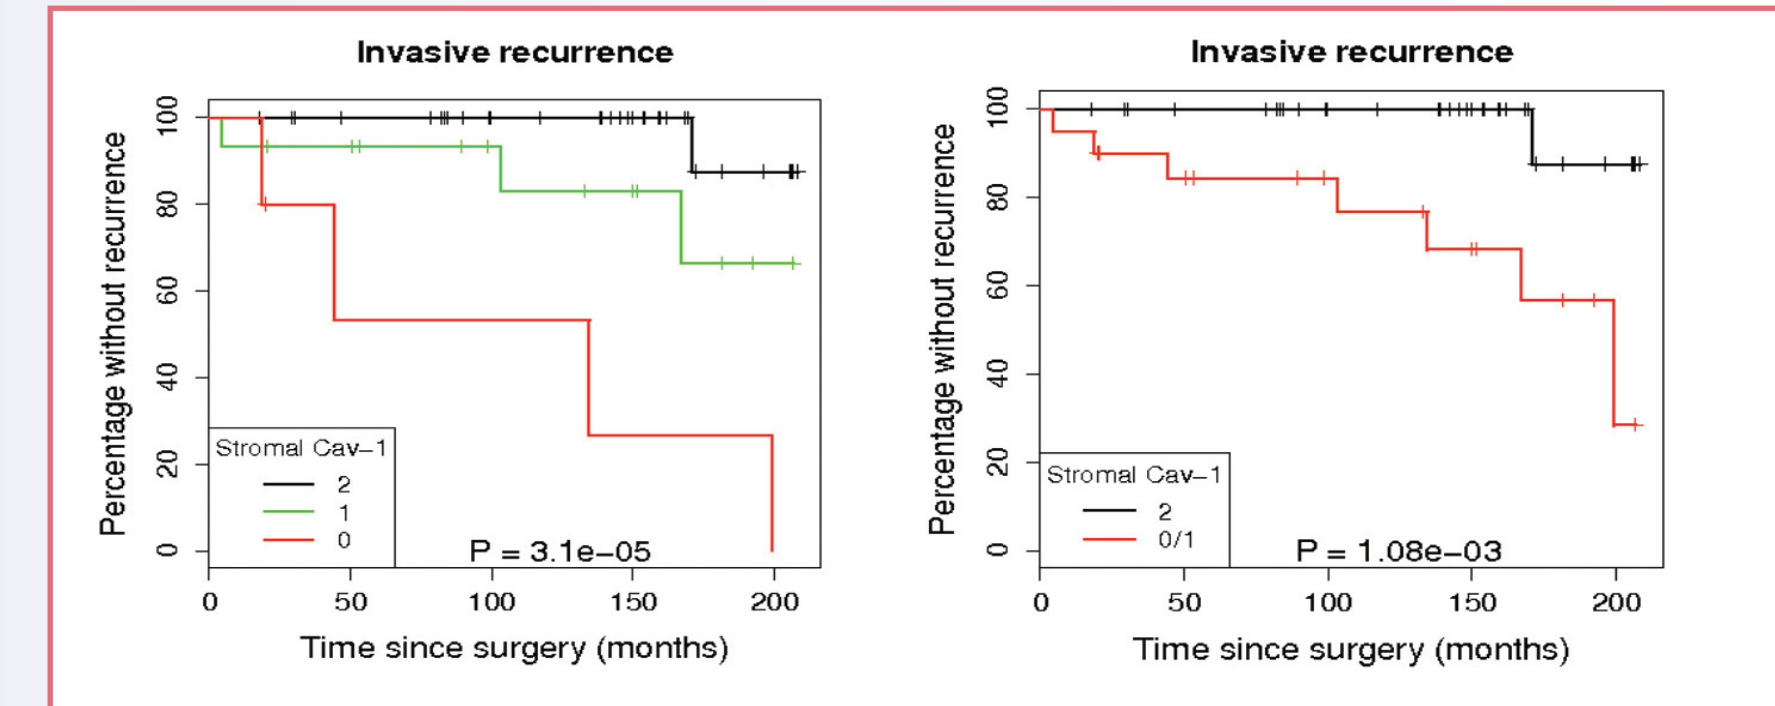 Invasive recurrence
Percentage without recurrence
100
80
60
40
20
0
Stromal Cav–1
2
1
0
P = 3.1e–05
0 50 100 150 200
Time since surgery (months)
Invasive recurrence
Percentage without recurrence
100
80
60
40
20
0
Stromal Cav–1
2
0/1
P = 1.08e–03
0 50 100 150 200
Time since surgery (months)